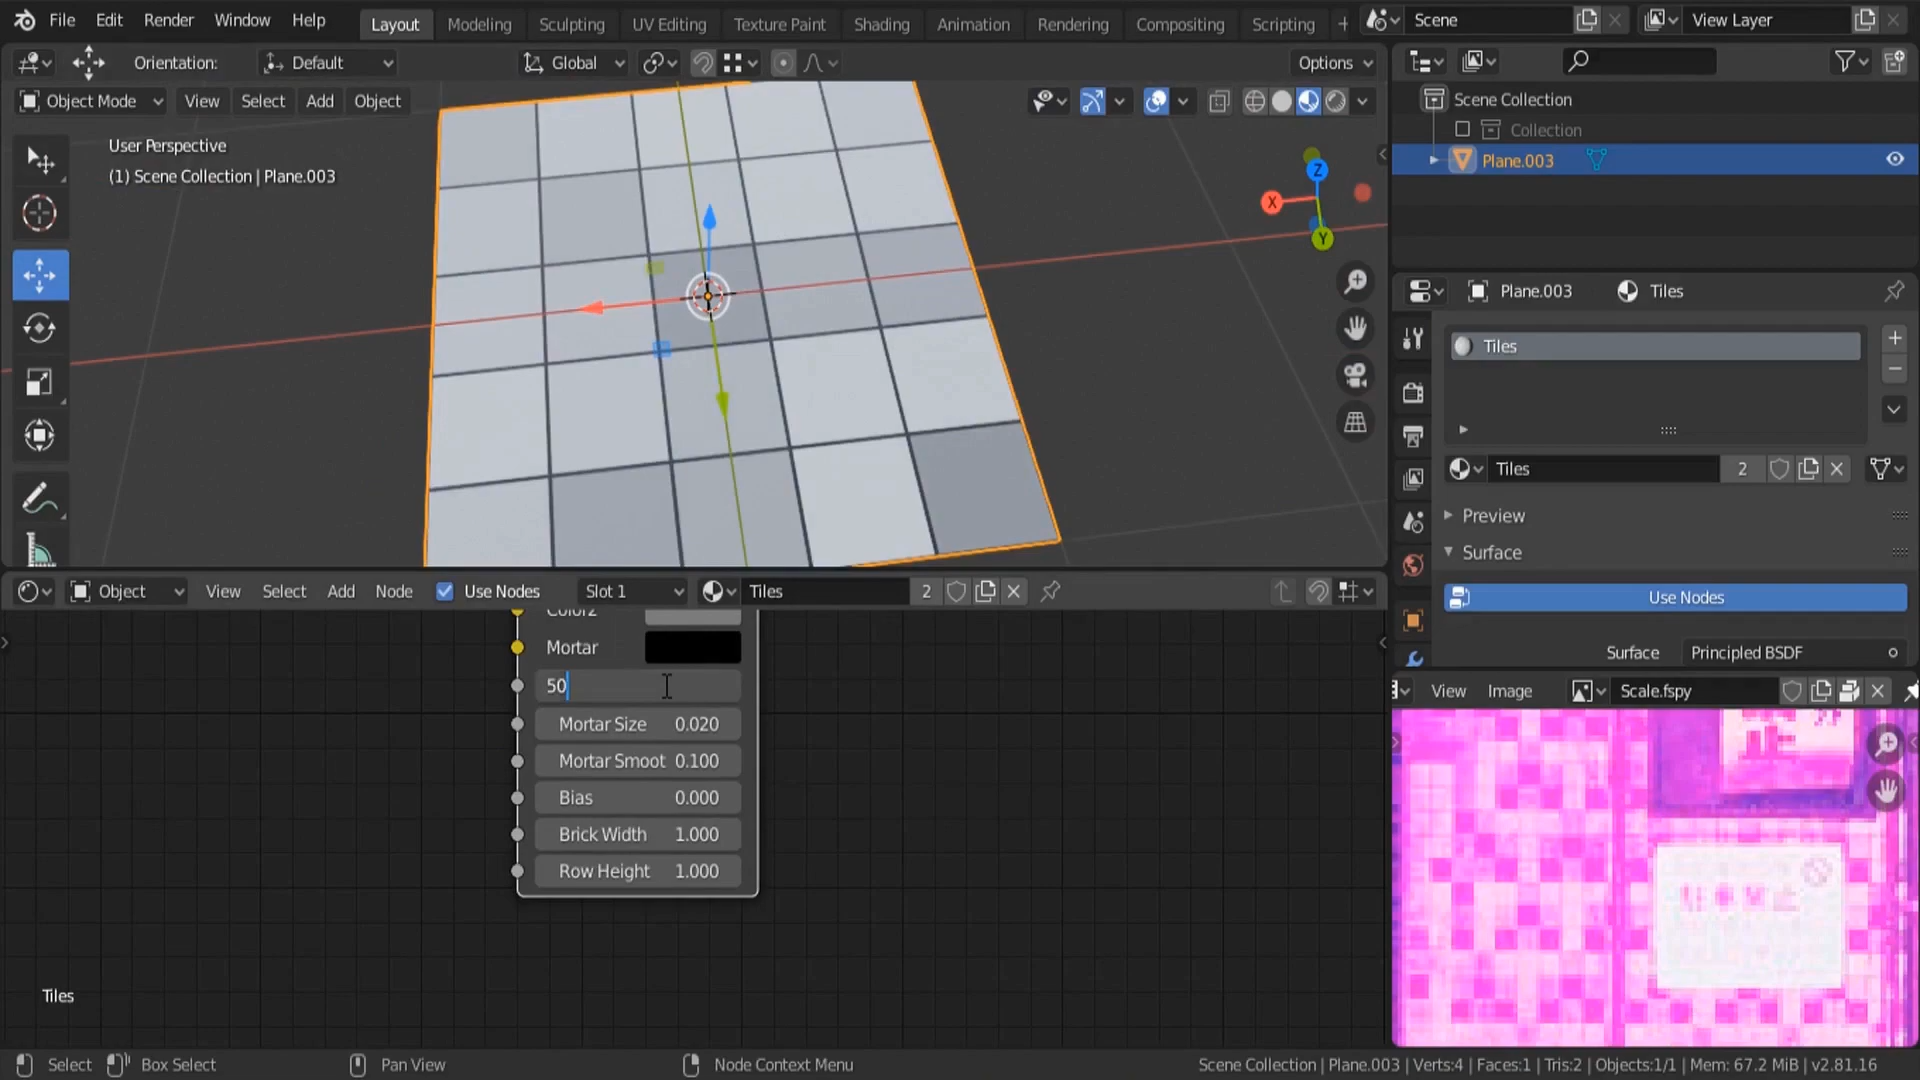 File Edit Render Window Help Layout Modeling Sculpting UV Editing Texture Paint Shading Animation Rendering Compositing Scripting + Scene View Layer
Orientation: Default Global Options
Object Mode View Select Add Object
User Perspective
(1) Scene Collection | Plane.003
Z
X
Y
Scene Collection
Collection
Plane.003
Plane.003 Tiles
Tiles
Tiles 2
Preview
Surface
Use Nodes
Surface Principled BSDF
View Image Scale.fspy
Object View Select Add Node Use Nodes Slot 1 Tiles 2
Color2
Mortar
50
Mortar Size 0.020
Mortar Smoot 0.100
Bias 0.000
Brick Width 1.000
Row Height 1.000
Tiles
HOME
Select Box Select Pan View Node Context Menu Scene Collection | Plane.003 | Verts:4 | Faces:1 | Tris:2 | Objects:1/1 | Mem: 67.2 MiB | v2.81.16